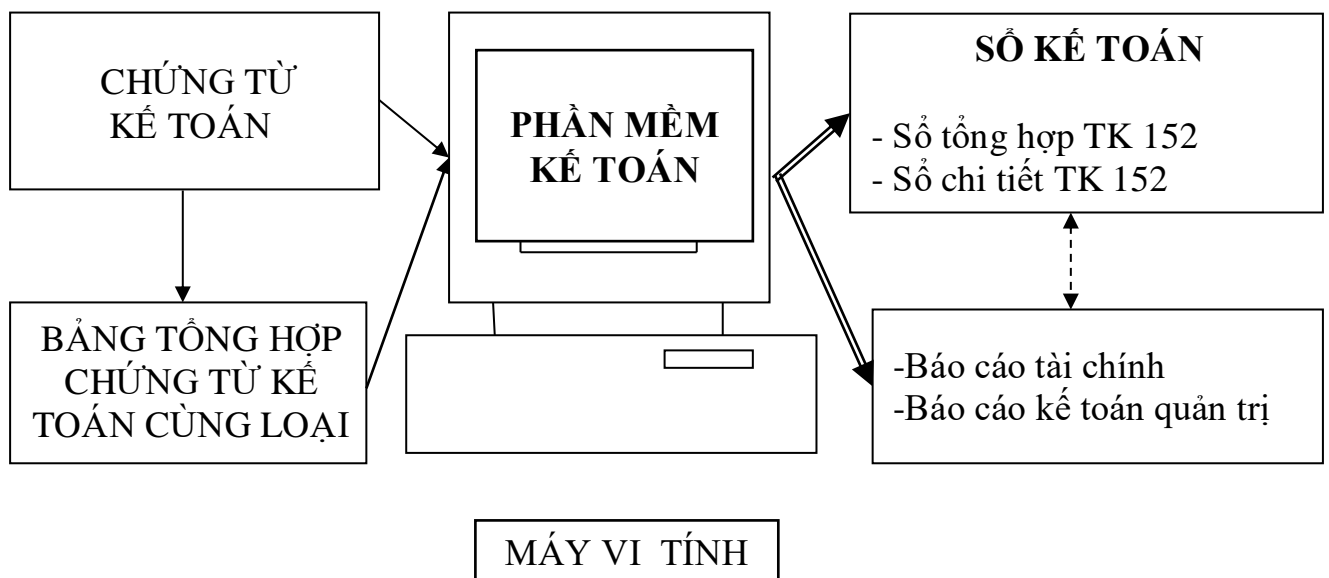 CHỨNG TỪ
KẾ TOÁN
BẢNG TỔNG HỢP
CHỨNG TỪ KẾ
TOÁN CÙNG LOẠI
PHẦN MỀM
KẾ TOÁN
SỔ KẾ TOÁN
- Sổ tổng hợp TK 152
- Sổ chi tiết TK 152
-Báo cáo tài chính
-Báo cáo kế toán quản trị
MÁY VI TÍNH